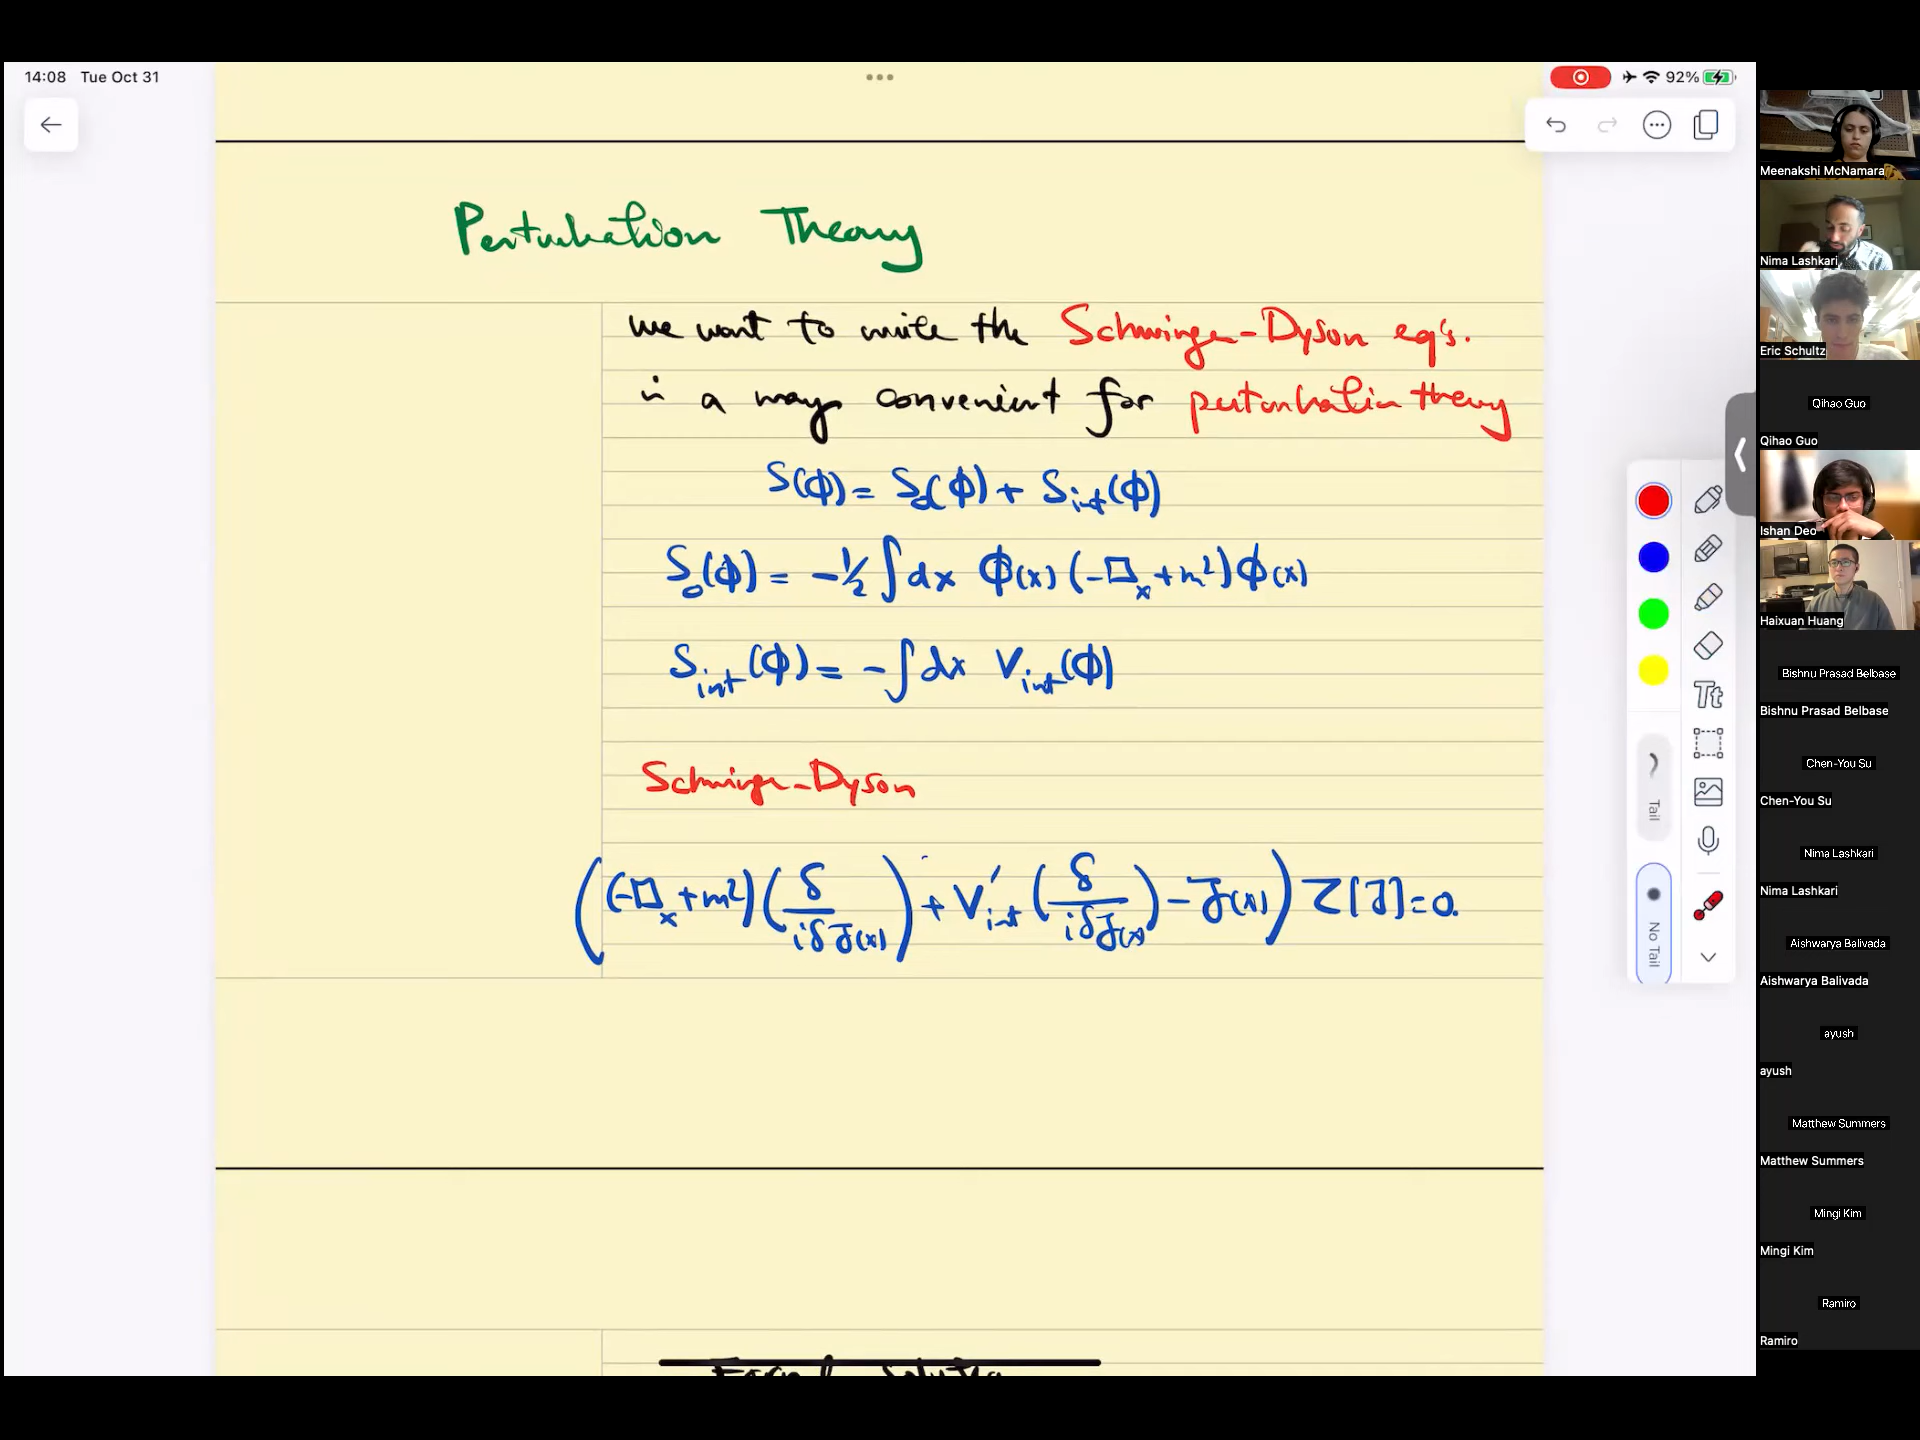 14:08 Tue Oct 31
92%
Perturbation Theory
we want to write the Schwinger-Dyson eq's.
in a way convenient for perturbation theory
S(ϕ) = S₀(ϕ) + S_int(ϕ)
S₀(ϕ) = -½ ∫dx ϕ(x) (-□ₓ + m²) ϕ(x)
S_int(ϕ) = -∫dx V_int(ϕ)
Schwinger-Dyson
((-□ₓ + m²)(δ/iδJ(x)) + V'_int(δ/iδJ(x)) - J(x)) Z[J] = 0.
Formal Solution
Tt
Tail
No Tail
Meenakshi McNamara
Nima Lashkari
Eric Schultz
Qihao Guo
Qihao Guo
Ishan Deo
Haixuan Huang
Bishnu Prasad Belbase
Bishnu Prasad Belbase
Chen-You Su
Chen-You Su
Nima Lashkari
Nima Lashkari
Aishwarya Balivada
Aishwarya Balivada
ayush
ayush
Matthew Summers
Matthew Summers
Mingi Kim
Mingi Kim
Ramiro
Ramiro